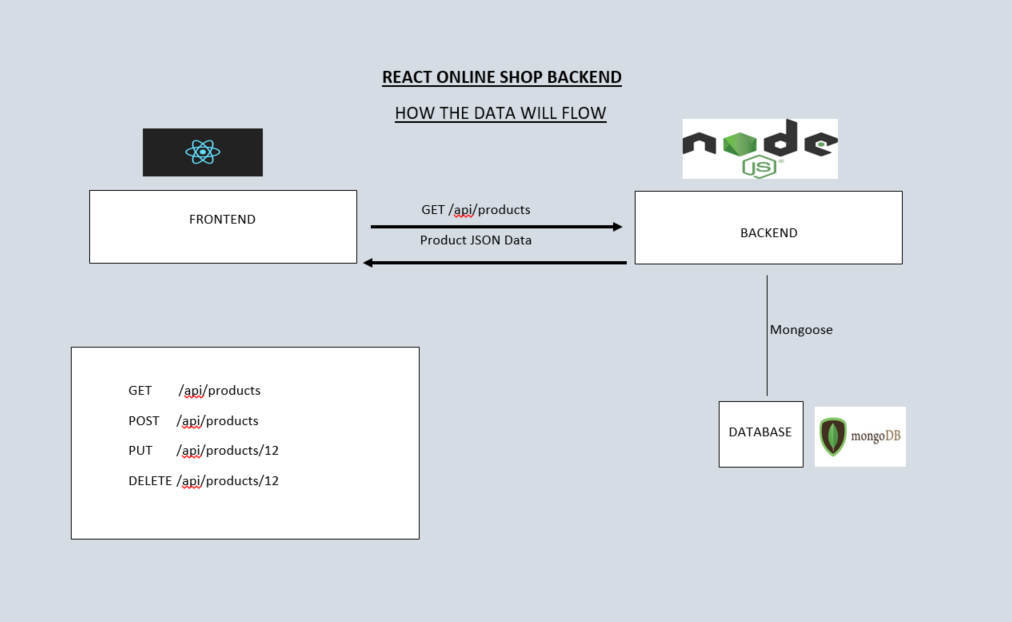 REACT ONLINE SHOP BACKEND
HOW THE DATA WILL FLOW
node
JS
FRONTEND
GET /api/products
Product JSON Data
BACKEND
Mongoose
GET /api/products
POST /api/products
PUT /api/products/12
DELETE /api/products/12
DATABASE
mongoDB